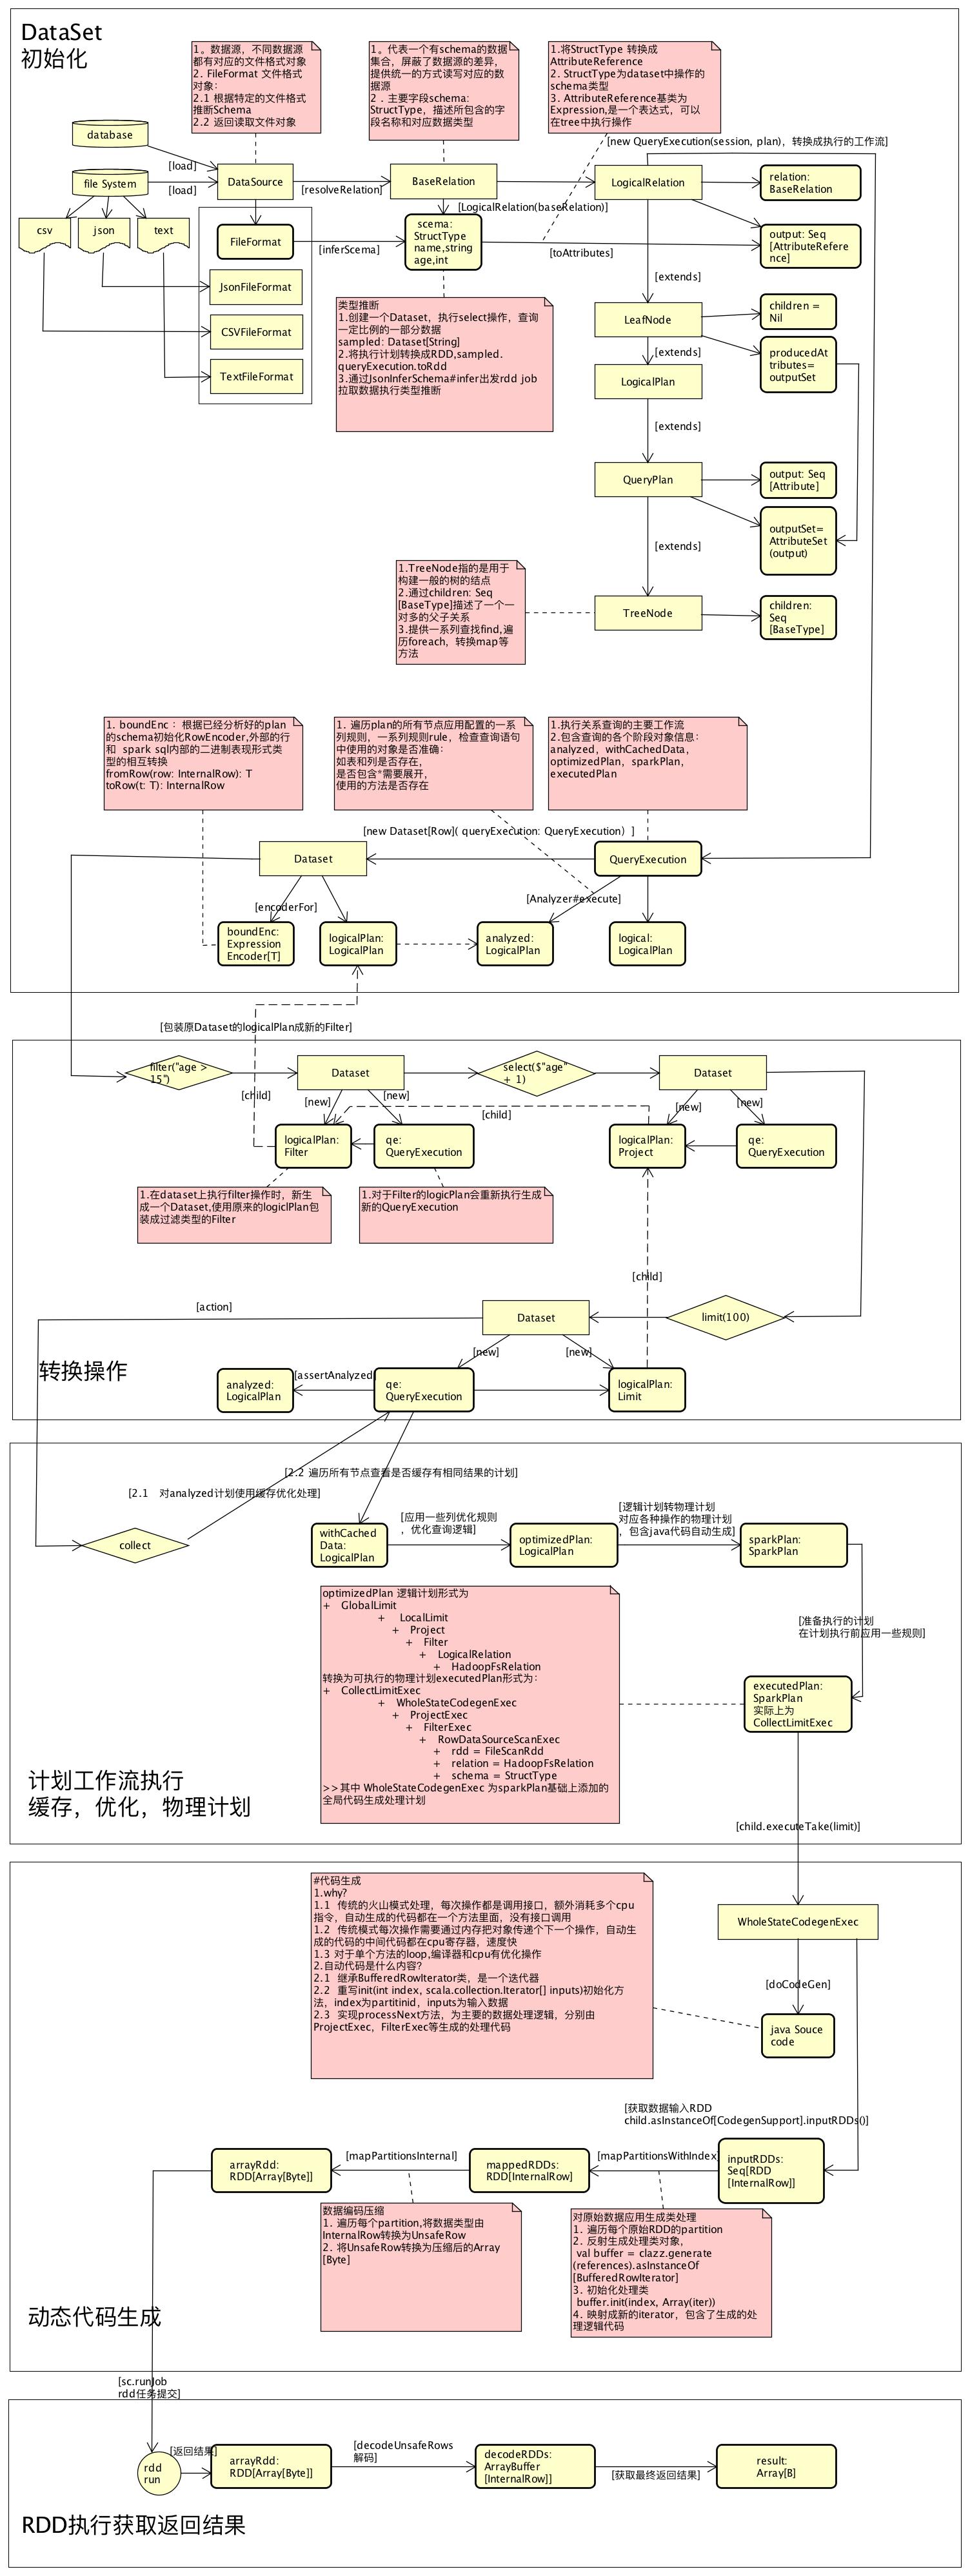 DataSet
初始化
1。数据源，不同数据源
都有对应的文件格式对象
2. FileFormat 文件格式
对象：
2.1 根据特定的文件格式
推断Schema
2.2 返回读取文件对象
1。代表一个有schema的数据
集合，屏蔽了数据源的差异，
提供统一的方式读写对应的数
据源
2 . 主要字段schema:
StructType，描述所包含的字
段名称和对应数据类型
1.将StructType 转换成
AttributeReference
2. StructType为dataset中操作的
schema类型
3. AttributeReference基类为
Expression,是一个表达式，可以
在tree中执行操作
[new QueryExecution(session, plan)，转换成执行的工作流]
database
[load]
file System
[load]
DataSource
[resolveRelation]
BaseRelation
[LogicalRelation(baseRelation)]
LogicalRelation
relation:
BaseRelation
csv
json
text
FileFormat
[inferScema]
scema:
StructType
name,string
age,int
[toAttributes]
output: Seq
[AttributeRefere
nce]
JsonFileFormat
CSVFileFormat
TextFileFormat
类型推断
1.创建一个Dataset，执行select操作，查询
一定比例的一部分数据
sampled: Dataset[String]
2.将执行计划转换成RDD,sampled.
queryExecution.toRdd
3.通过JsonInferSchema#infer出发rdd job
拉取数据执行类型推断
[extends]
LeafNode
children =
Nil
[extends]
producedAt
tributes=
outputSet
LogicalPlan
[extends]
QueryPlan
output: Seq
[Attribute]
outputSet=
AttributeSet
(output)
[extends]
1.TreeNode指的是用于
构建一般的树的结点
2.通过children: Seq
[BaseType]描述了一个一
对多的父子关系
3.提供一系列查找find,遍
历foreach，转换map等
方法
TreeNode
children:
Seq
[BaseType]
1. boundEnc： 根据已经分析好的plan
的schema初始化RowEncoder,外部的行
和  spark sql内部的二进制表现形式类
型的相互转换
fromRow(row: InternalRow): T
toRow(t: T): InternalRow
1. 遍历plan的所有节点应用配置的一系
列规则，一系列规则rule，检查查询语句
中使用的对象是否准确：
如表和列是否存在，
是否包含*需要展开，
使用的方法是否存在
1.执行关系查询的主要工作流
2.包含查询的各个阶段对象信息：
analyzed，withCachedData，
optimizedPlan，sparkPlan，
executedPlan
[new Dataset[Row]( queryExecution: QueryExecution）]
Dataset
QueryExecution
[encoderFor]
[Analyzer#execute]
boundEnc:
Expression
Encoder[T]
logicalPlan:
LogicalPlan
analyzed:
LogicalPlan
logical:
LogicalPlan
[包装原Dataset的logicalPlan成新的Filter]
filter("age >
15")
Dataset
select($"age"
+ 1)
Dataset
[child]
[new]
[new]
[child]
[new]
[new]
logicalPlan:
Filter
qe:
QueryExecution
logicalPlan:
Project
qe:
QueryExecution
1.在dataset上执行filter操作时，新生
成一个Dataset,使用原来的logiclPlan包
装成过滤类型的Filter
1.对于Filter的logicPlan会重新执行生成
新的QueryExecution
[child]
[action]
Dataset
limit(100)
转换操作
[new]
[new]
analyzed:
LogicalPlan
[assertAnalyzed]
qe:
QueryExecution
logicalPlan:
Limit
[2.2 遍历所有节点查看是否缓存有相同结果的计划]
[2.1   对analyzed计划使用缓存优化处理]
collect
withCached
Data:
LogicalPlan
[应用一些列优化规则
，优化查询逻辑]
optimizedPlan:
LogicalPlan
[逻辑计划转物理计划
对应各种操作的物理计划
，包含java代码自动生成]
sparkPlan:
SparkPlan
optimizedPlan 逻辑计划形式为
+   GlobalLimit
+    LocalLimit
+   Project
+   Filter
+   LogicalRelation
+   HadoopFsRelation
转换为可执行的物理计划executedPlan形式为：
+   CollectLimitExec
+   WholeStateCodegenExec
+   ProjectExec
+   FilterExec
+   RowDataSourceScanExec
+   rdd = FileScanRdd
+   relation = HadoopFsRelation
+   schema = StructType
>>其中 WholeStateCodegenExec 为sparkPlan基础上添加的
全局代码生成处理计划
[准备执行的计划
在计划执行前应用一些规则]
executedPlan:
SparkPlan
实际上为
CollectLimitExec
计划工作流执行
缓存，优化，物理计划
[child.executeTake(limit)]
#代码生成
1.why?
1.1  传统的火山模式处理，每次操作都是调用接口，额外消耗多个cpu
指令，自动生成的代码都在一个方法里面，没有接口调用
1.2  传统模式每次操作需要通过内存把对象传递个下一个操作，自动生
成的代码的中间代码都在cpu寄存器，速度快
1.3 对于单个方法的loop,编译器和cpu有优化操作
2.自动代码是什么内容?
2.1  继承BufferedRowIterator类，是一个迭代器
2.2  重写init(int index, scala.collection.Iterator[] inputs)初始化方
法，index为partitinid，inputs为输入数据
2.3  实现processNext方法，为主要的数据处理逻辑，分别由
ProjectExec，FilterExec等生成的处理代码
WholeStateCodegenExec
[doCodeGen]
java Souce
code
[获取数据输入RDD
child.asInstanceOf[CodegenSupport].inputRDDs()]
arrayRdd:
RDD[Array[Byte]]
[mapPartitionsInternal]
mappedRDDs:
RDD[InternalRow]
[mapPartitionsWithIndex]
inputRDDs:
Seq[RDD
[InternalRow]]
数据编码压缩
1. 遍历每个partition,将数据类型由
InternalRow转换为UnsafeRow
2. 将UnsafeRow转换为压缩后的Array
[Byte]
对原始数据应用生成类处理
1. 遍历每个原始RDD的partition
2. 反射生成处理类对象，
val buffer = clazz.generate
(references).asInstanceOf
[BufferedRowIterator]
3. 初始化处理类
buffer.init(index, Array(iter))
4. 映射成新的iterator，包含了生成的处
理逻辑代码
动态代码生成
[sc.runJob
rdd任务提交]
rdd
run
[返回结果]
arrayRdd:
RDD[Array[Byte]]
[decodeUnsafeRows
解码]
decodeRDDs:
ArrayBuffer
[InternalRow]]
[获取最终返回结果]
result:
Array[B]
RDD执行获取返回结果